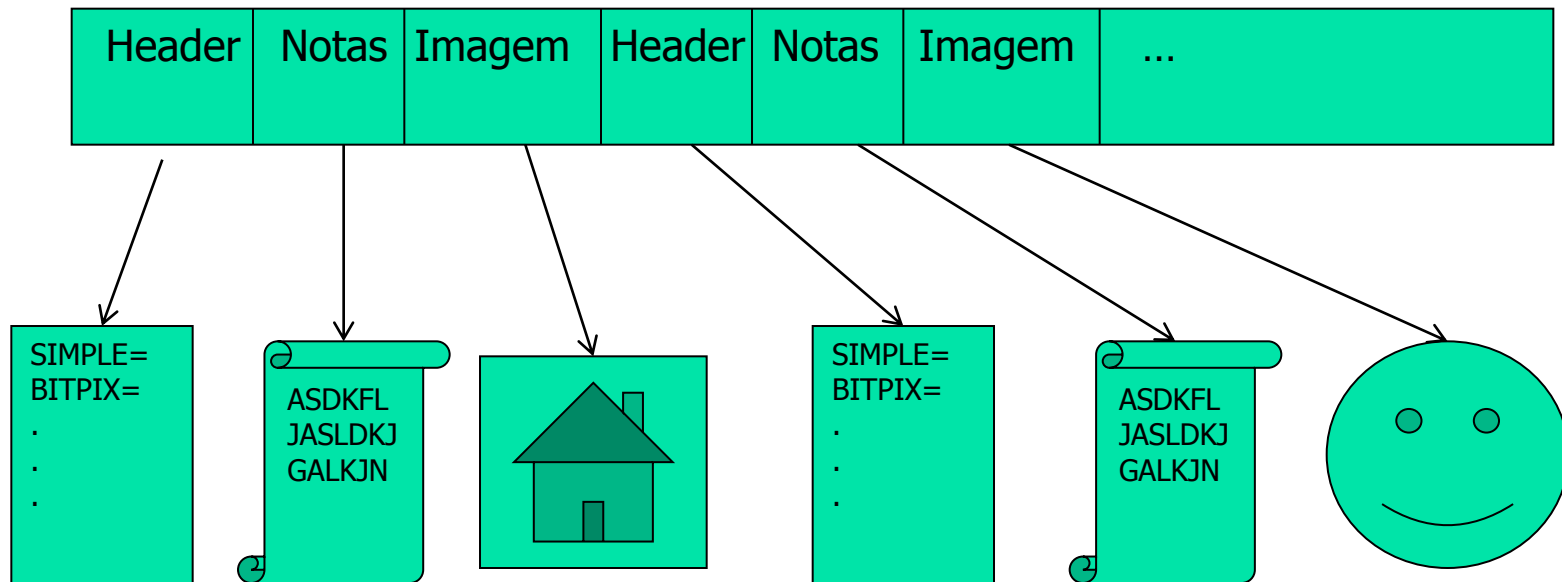 Header Notas Imagem Header Notas Imagem ...
SIMPLE=
BITPIX=
.
.
.
ASDKFL
JASLDKJ
GALKJN
SIMPLE=
BITPIX=
.
.
.
ASDKFL
JASLDKJ
GALKJN